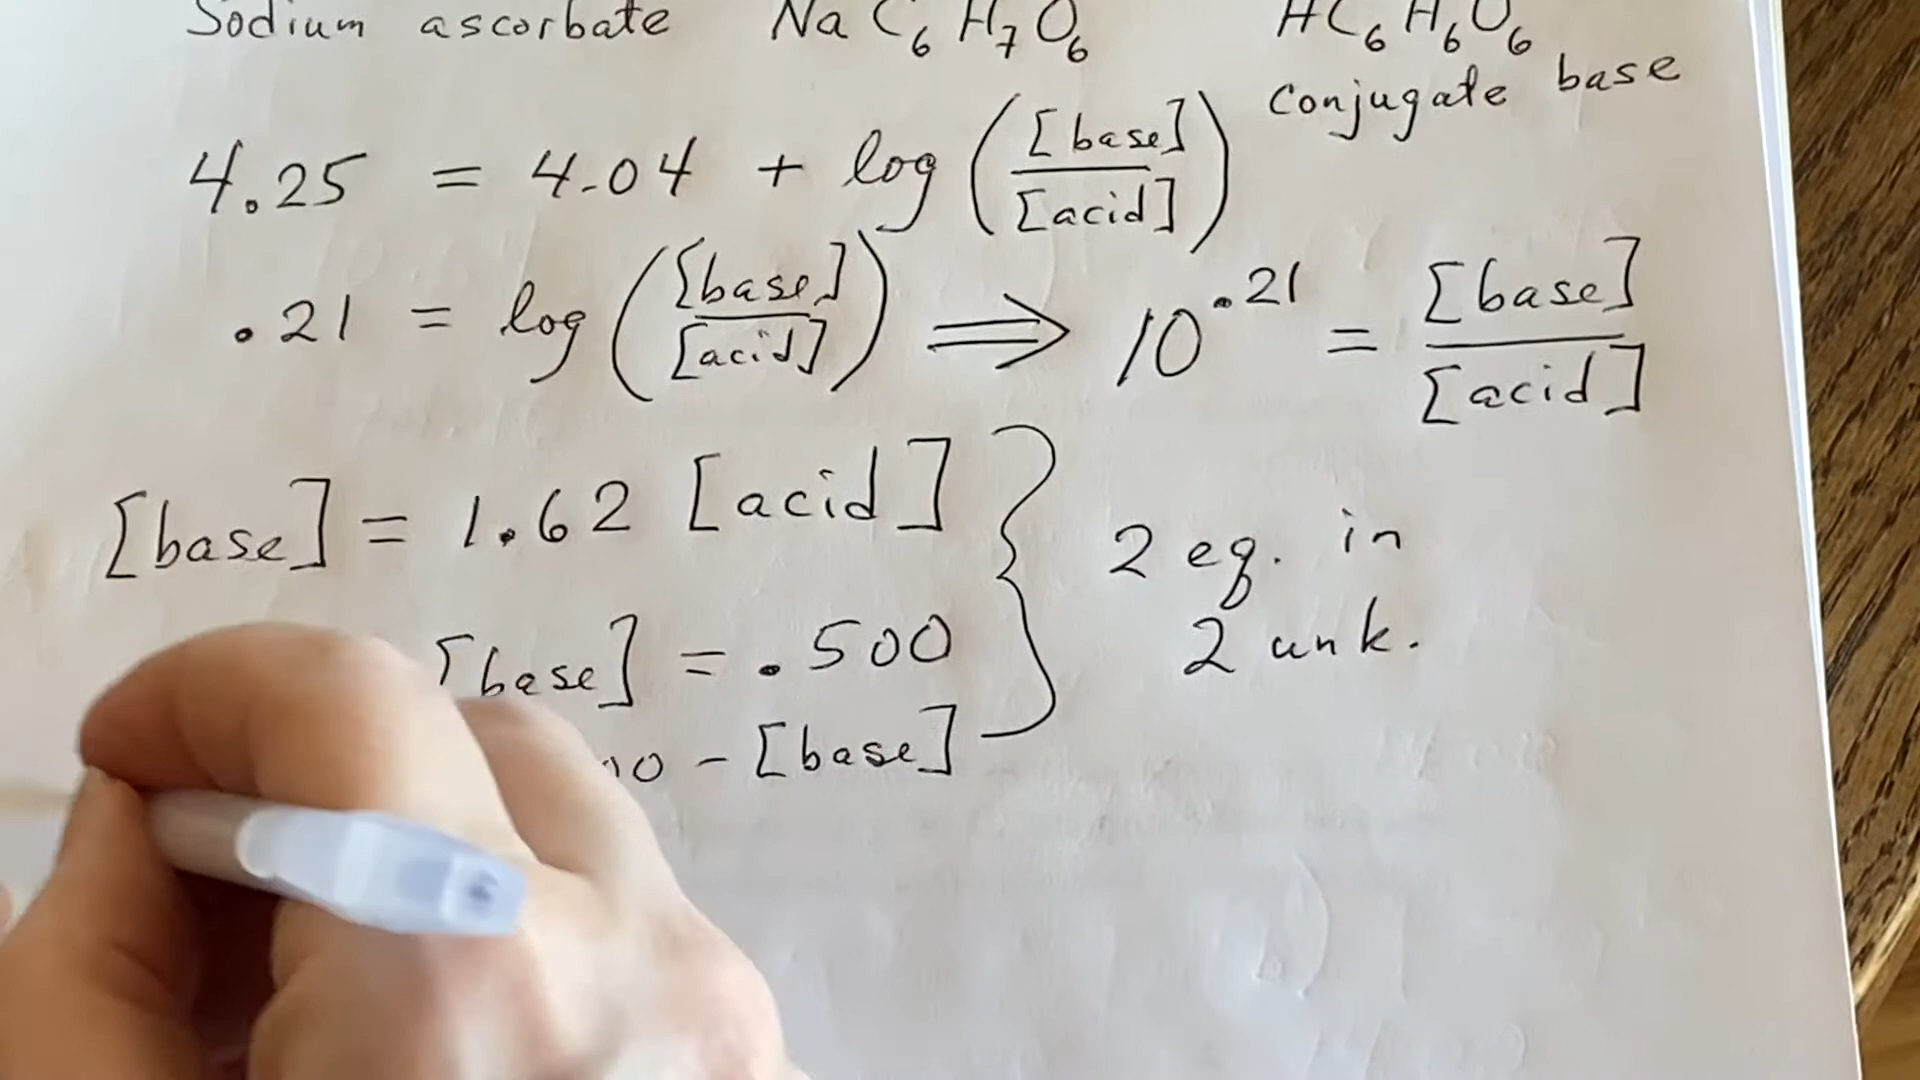 Sodium ascorbate NaC6H7O6 HC6H6O6
conjugate base
4.25 = 4.04 + log([base]/[acid])
.21 = log([base]/[acid]) ⟹ 10^.21 = [base]/[acid]
[base] = 1.62 [acid]
2 eq. in
2 unk.
[base] = .500
- [base]